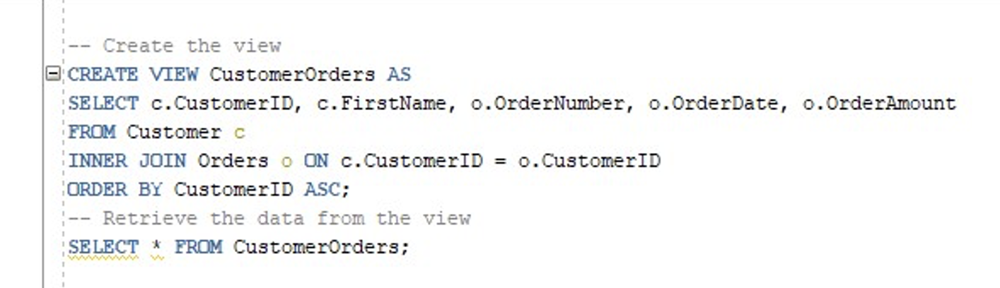 -- Create the view
CREATE VIEW CustomerOrders AS
SELECT c.CustomerID, c.FirstName, o.OrderNumber, o.OrderDate, o.OrderAmount
FROM Customer c
INNER JOIN Orders o ON c.CustomerID = o.CustomerID
ORDER BY CustomerID ASC;
-- Retrieve the data from the view
SELECT * FROM CustomerOrders;